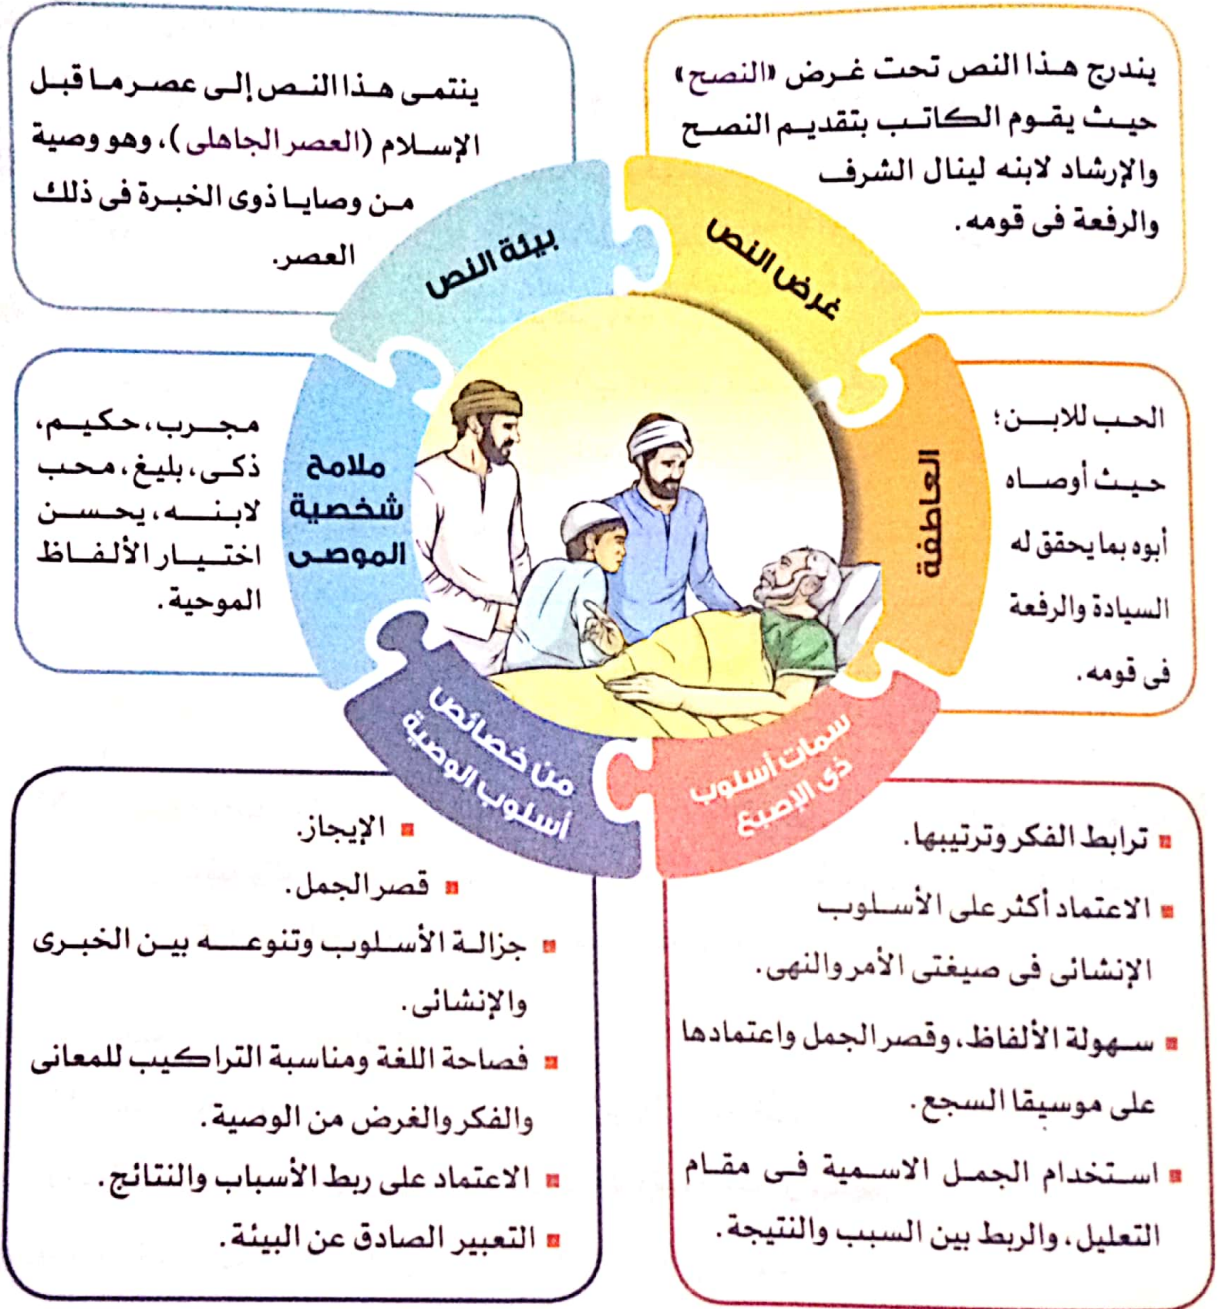 يندرج هذا النص تحت غرض «النصح»
حيث يقوم الكاتب بتقديم النصح
والإرشاد لابنه لينال الشرف
والرفعة فى قومه.
غرض النص
ينتمى هذا النص إلى عصر ما قبل
الإسلام (العصر الجاهلى)، وهو وصية
من وصايا ذوى الخبرة فى ذلك
العصر.
بيئة النص
الحب للابن؛
حيث أوصاه
أبوه بما يحقق له
السيادة والرفعة
فى قومه.
العاطفة
ملامح
شخصية
الموصى
مجرب، حكيم،
ذكى، بليغ، محب
لابنه، يحسن
اختيار الألفاظ
الموحية.
سمات أسلوب
ذى الإصبع
ترابط الفكر وترتيبها.
الاعتماد أكثر على الأسلوب
الإنشائى فى صيغتى الأمر والنهى.
سهولة الألفاظ، وقصر الجمل واعتمادها
على موسيقا السجع.
استخدام الجمل الاسمية فى مقام
التعليل، والربط بين السبب والنتيجة.
من خصائص
أسلوب الوصية
الإيجاز.
قصر الجمل.
جزالة الأسلوب وتنوعه بين الخبرى
والإنشائى.
فصاحة اللغة ومناسبة التراكيب للمعانى
والفكر والغرض من الوصية.
الاعتماد على ربط الأسباب والنتائج.
التعبير الصادق عن البيئة.